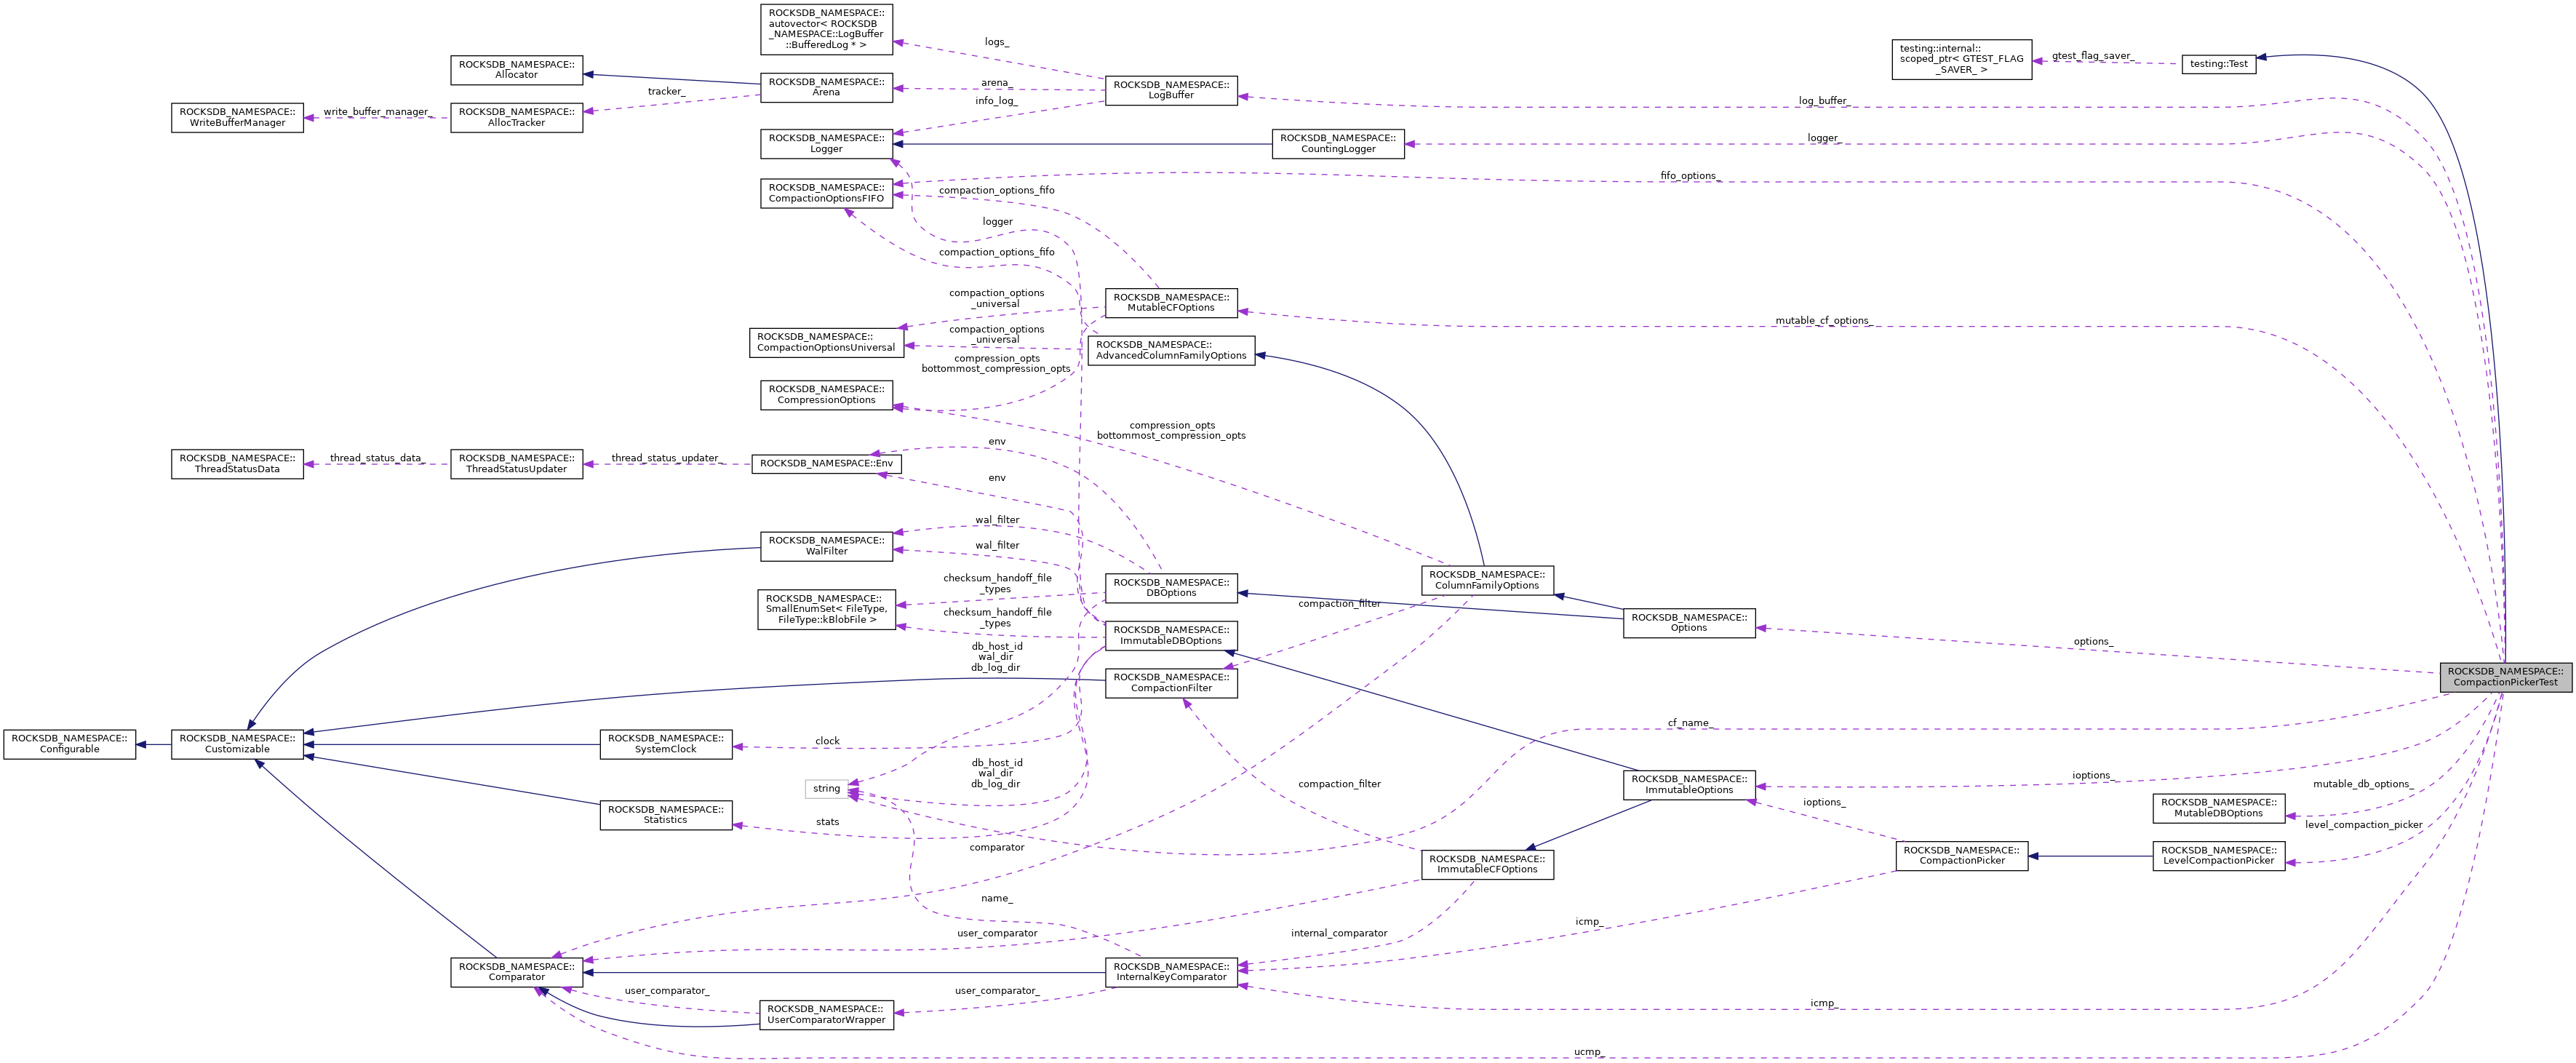 ROCKSDB_NAMESPACE::
autovector< ROCKSDB
_NAMESPACE::LogBuffer
::BufferedLog * >
logs_
testing::internal::
scoped_ptr< GTEST_FLAG
_SAVER_ >
gtest_flag_saver_
testing::Test
ROCKSDB_NAMESPACE::
Allocator
ROCKSDB_NAMESPACE::
Arena
arena_
ROCKSDB_NAMESPACE::
LogBuffer
tracker_
info_log_
log_buffer_
ROCKSDB_NAMESPACE::
WriteBufferManager
write_buffer_manager_
ROCKSDB_NAMESPACE::
AllocTracker
ROCKSDB_NAMESPACE::
Logger
ROCKSDB_NAMESPACE::
CountingLogger
logger_
fifo_options_
ROCKSDB_NAMESPACE::
CompactionOptionsFIFO
compaction_options_fifo
logger
compaction_options_fifo
compaction_options
_universal
ROCKSDB_NAMESPACE::
MutableCFOptions
mutable_cf_options_
ROCKSDB_NAMESPACE::
CompactionOptionsUniversal
compaction_options
_universal
ROCKSDB_NAMESPACE::
AdvancedColumnFamilyOptions
compression_opts
bottommost_compression_opts
ROCKSDB_NAMESPACE::
CompressionOptions
compression_opts
bottommost_compression_opts
env
ROCKSDB_NAMESPACE::
ThreadStatusData
thread_status_data_
ROCKSDB_NAMESPACE::
ThreadStatusUpdater
thread_status_updater_
ROCKSDB_NAMESPACE::Env
env
wal_filter
ROCKSDB_NAMESPACE::
WalFilter
wal_filter
checksum_handoff_file
_types
ROCKSDB_NAMESPACE::
DBOptions
ROCKSDB_NAMESPACE::
ColumnFamilyOptions
ROCKSDB_NAMESPACE::
SmallEnumSet< FileType,
FileType::kBlobFile >
checksum_handoff_file
_types
compaction_filter
ROCKSDB_NAMESPACE::
Options
options_
ROCKSDB_NAMESPACE::
ImmutableDBOptions
db_host_id
wal_dir
db_log_dir
ROCKSDB_NAMESPACE::
CompactionFilter
ROCKSDB_NAMESPACE::
CompactionPickerTest
cf_name_
ROCKSDB_NAMESPACE::
Configurable
ROCKSDB_NAMESPACE::
Customizable
ROCKSDB_NAMESPACE::
SystemClock
clock
db_host_id
wal_dir
db_log_dir
string
compaction_filter
ROCKSDB_NAMESPACE::
ImmutableOptions
ioptions_
mutable_db_options_
ioptions_
ROCKSDB_NAMESPACE::
MutableDBOptions
ROCKSDB_NAMESPACE::
Statistics
stats
level_compaction_picker
comparator
ROCKSDB_NAMESPACE::
ImmutableCFOptions
ROCKSDB_NAMESPACE::
CompactionPicker
ROCKSDB_NAMESPACE::
LevelCompactionPicker
name_
icmp_
user_comparator
internal_comparator
ROCKSDB_NAMESPACE::
Comparator
ROCKSDB_NAMESPACE::
InternalKeyComparator
user_comparator_
user_comparator_
icmp_
ROCKSDB_NAMESPACE::
UserComparatorWrapper
ucmp_